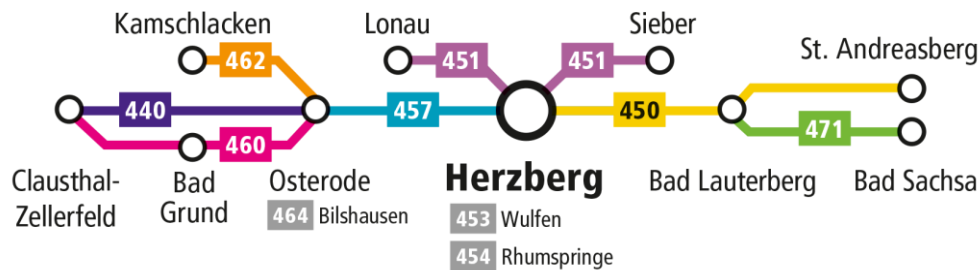 Kamschlacken
Lonau
Sieber
St. Andreasberg
462
451
451
440
457
450
460
471
Clausthal-
Zellerfeld
Bad
Grund
Osterode
464 Bilshausen
Herzberg
453 Wulfen
454 Rhumspringe
Bad Lauterberg
Bad Sachsa